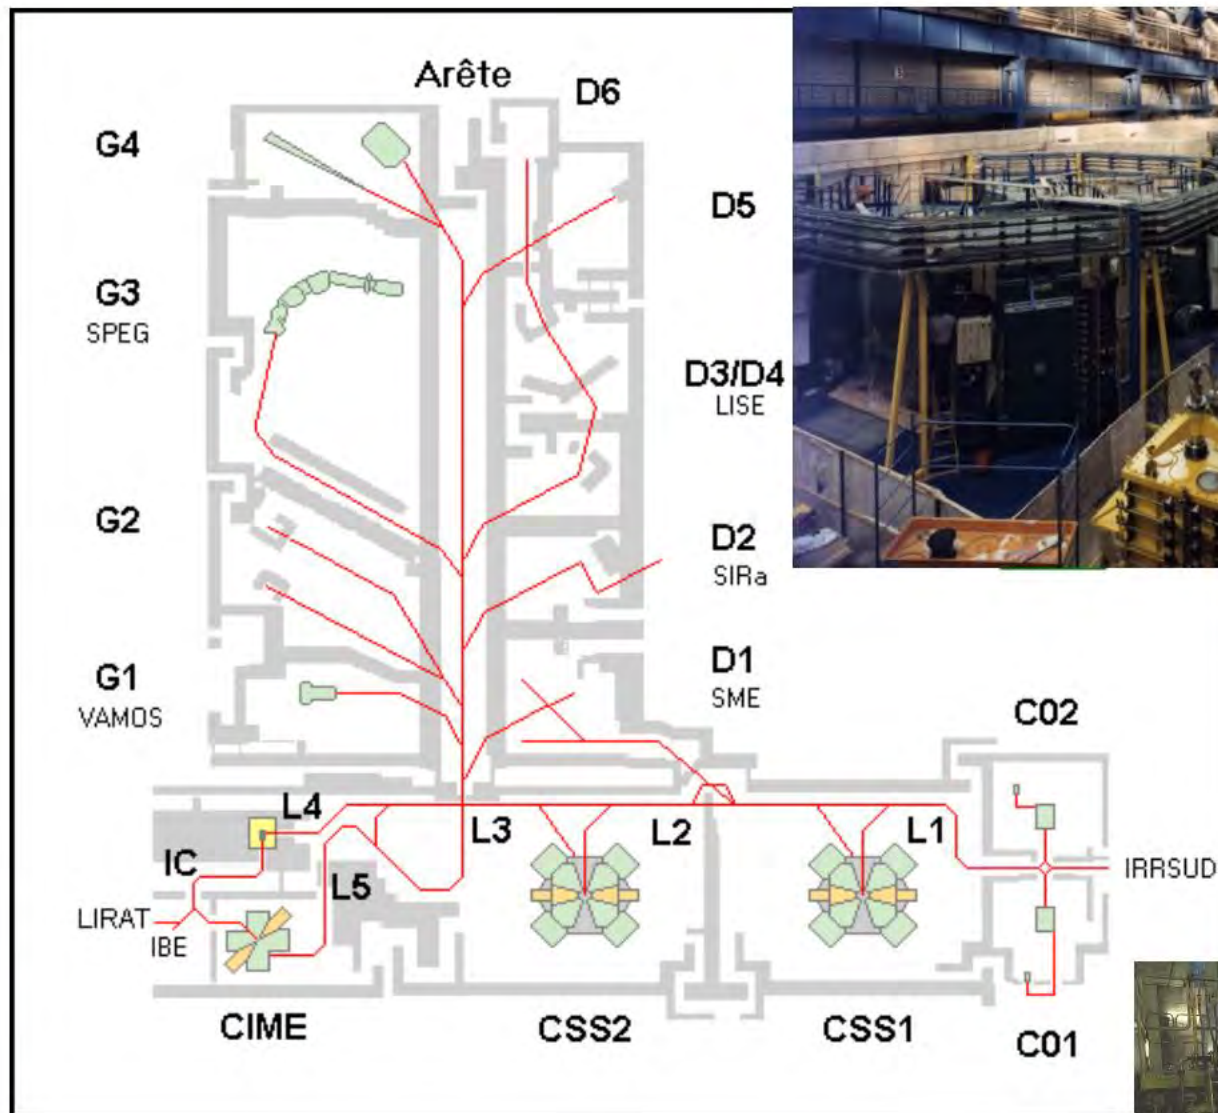 Arête
D6
G4
D5
G3
SPEG
D3/D4
LISE
G2
D2
SIRa
G1
VAMOS
D1
SME
C02
L4
L3
L2
L1
IC
L5
IRRSUD
LIRAT
IBE
CIME
CSS2
CSS1
C01